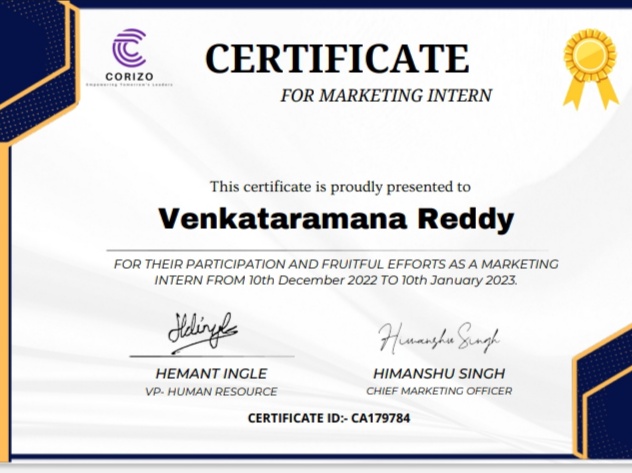 CORIZO
Empowering Tomorrow's Leaders
CERTIFICATE
FOR MARKETING INTERN
This certificate is proudly presented to
Venkataramana Reddy
FOR THEIR PARTICIPATION AND FRUITFUL EFFORTS AS A MARKETING
INTERN FROM 10th December 2022 TO 10th January 2023.
Himanshu Singh
HEMANT INGLE
HIMANSHU SINGH
VP- HUMAN RESOURCE
CHIEF MARKETING OFFICER
CERTIFICATE ID:- CA179784